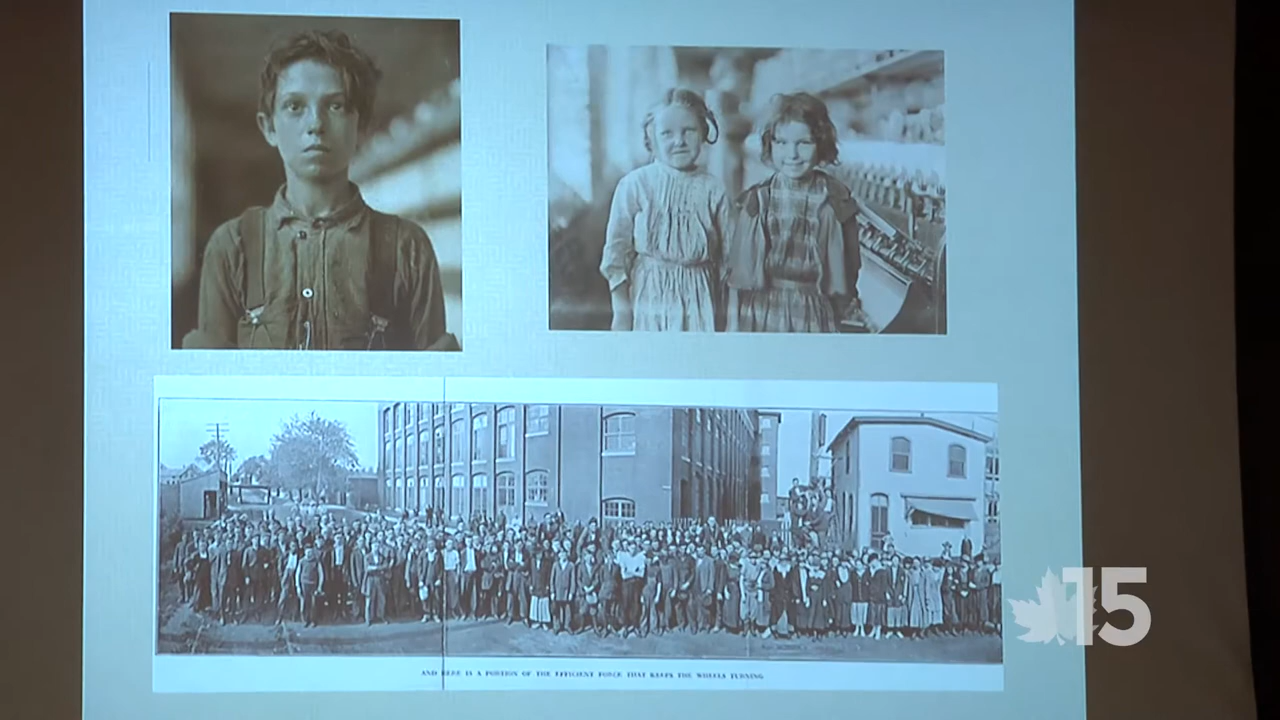 AND HERE IS A PORTION OF THE EFFICIENT FORCE THAT KEEPS THE WHEELS TURNING
15